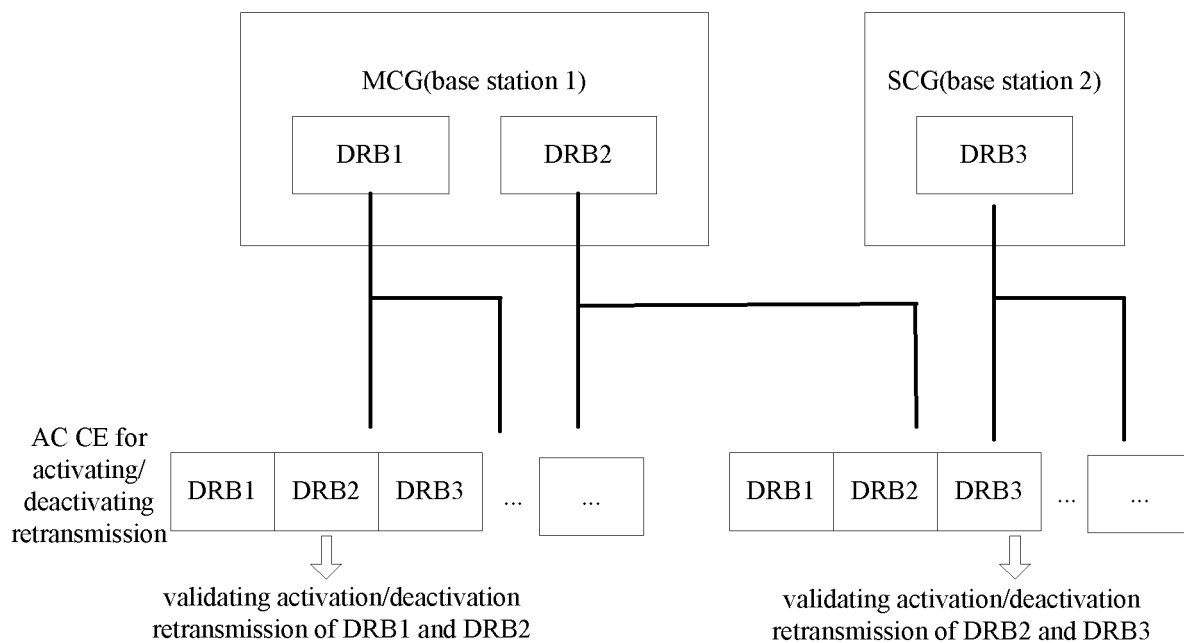 MCG(base station 1)
SCG(base station 2)
DRB1
DRB2
DRB3
AC CE for
activating/
deactivating
retransmission
DRB1
DRB2
DRB3
...
...
DRB1
DRB2
DRB3
...
...
validating activation/deactivation
retransmission of DRB1 and DRB2
validating activation/deactivation
retransmission of DRB2 and DRB3